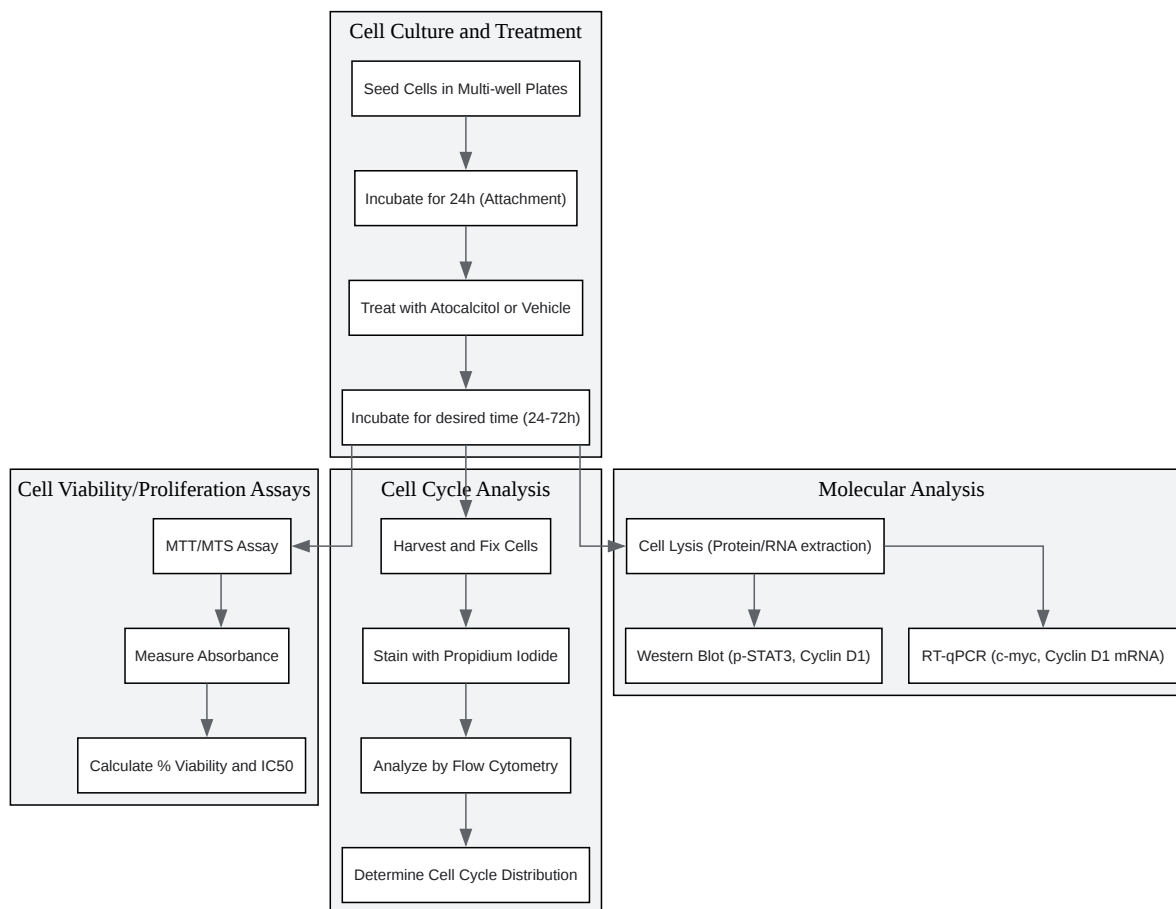 Cell Culture and Treatment
Seed Cells in Multi-well Plates
Incubate for 24h (Attachment)
Treat with Atocalcitol or Vehicle
Incubate for desired time (24-72h)
Cell Viability/Proliferation Assays
MTT/MTS Assay
Measure Absorbance
Calculate % Viability and IC50
Cell Cycle Analysis
Harvest and Fix Cells
Stain with Propidium Iodide
Analyze by Flow Cytometry
Determine Cell Cycle Distribution
Molecular Analysis
Cell Lysis (Protein/RNA extraction)
Western Blot (p-STAT3, Cyclin D1)
RT-qPCR (c-myc, Cyclin D1 mRNA)